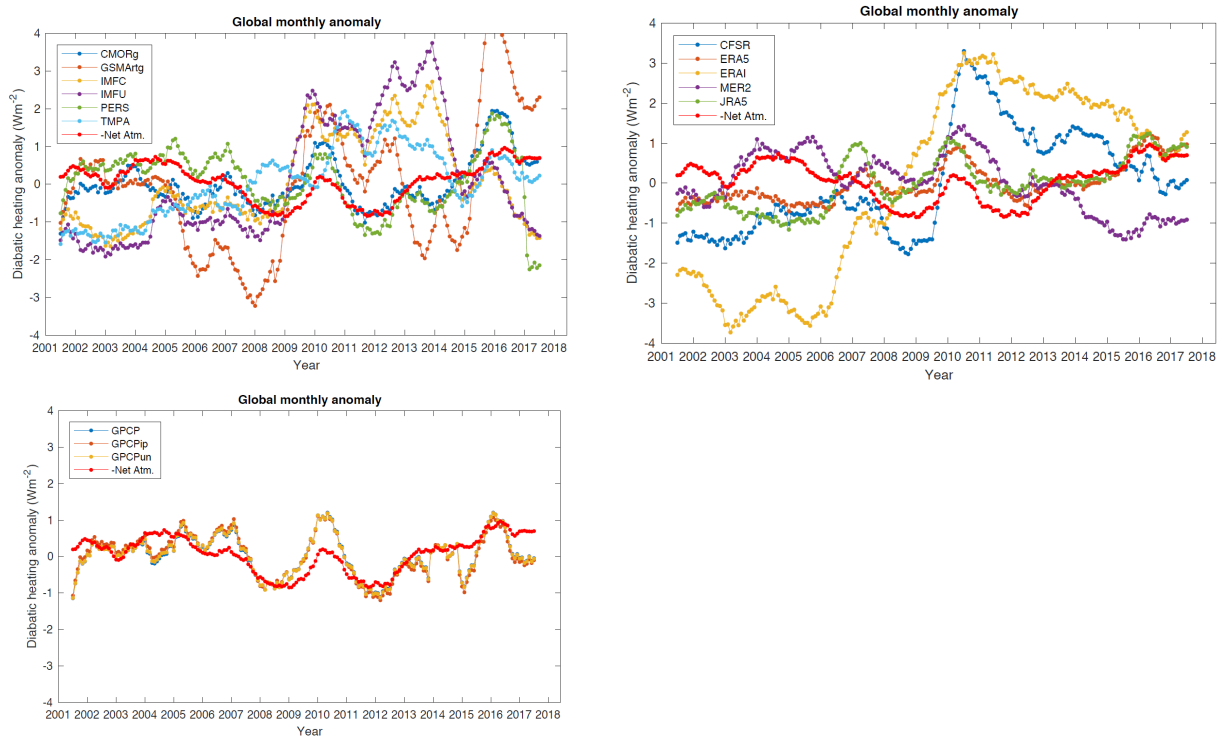 Global monthly anomaly
4
3
2
1
0
-1
-2
-3
-4
Diabatic heating anomaly (Wm-2)
CMORg
GSMArtg
IMFC
IMFU
PERS
TMPA
-Net Atm.
2001 2002 2003 2004 2005 2006 2007 2008 2009 2010 2011 2012 2013 2014 2015 2016 2017 2018
Year
Global monthly anomaly
4
3
2
1
0
-1
-2
-3
-4
Diabatic heating anomaly (Wm-2)
CFSR
ERA5
ERAI
MER2
JRA5
-Net Atm.
2001 2002 2003 2004 2005 2006 2007 2008 2009 2010 2011 2012 2013 2014 2015 2016 2017 2018
Year
Global monthly anomaly
4
3
2
1
0
-1
-2
-3
-4
Diabatic heating anomaly (Wm-2)
GPCP
GPCPip
GPCPun
-Net Atm.
2001 2002 2003 2004 2005 2006 2007 2008 2009 2010 2011 2012 2013 2014 2015 2016 2017 2018
Year